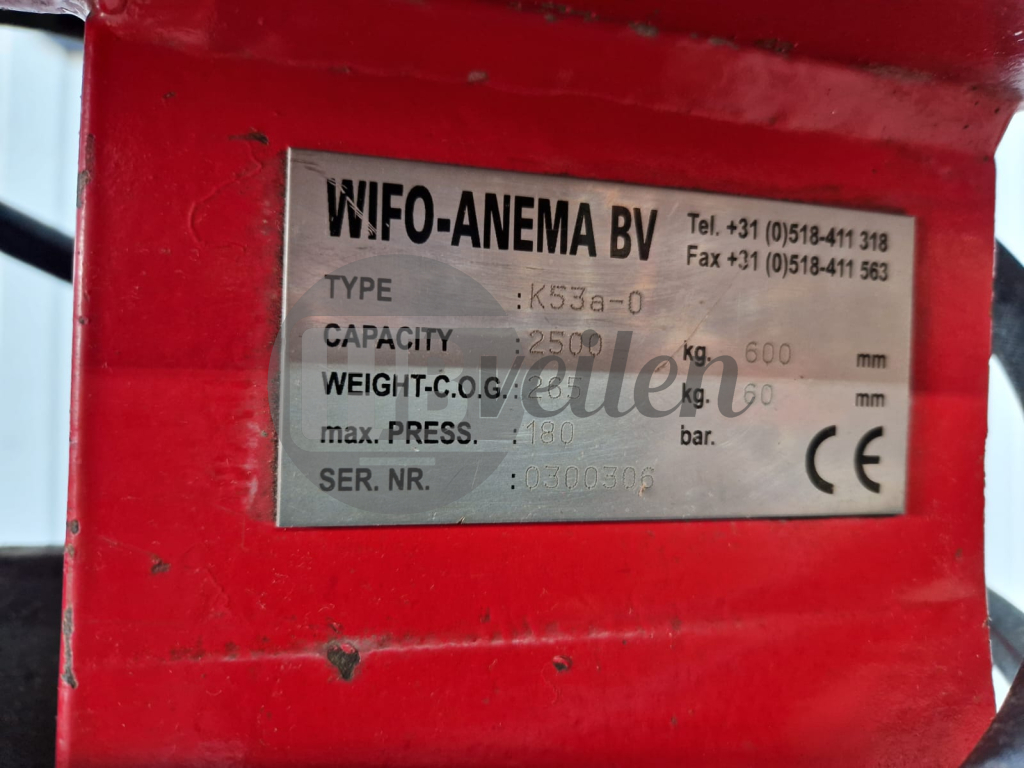 WIFO-ANEMA BV
Tel. +31 (0)518-411 318
Fax +31 (0)518-411 563
TYPE :K53a-0
CAPACITY :2500 kg. 600 mm
WEIGHT-C.O.G.:265 kg. 60 mm
max. PRESS. :180 bar.
SER. NR. :0300306
CE
veilen